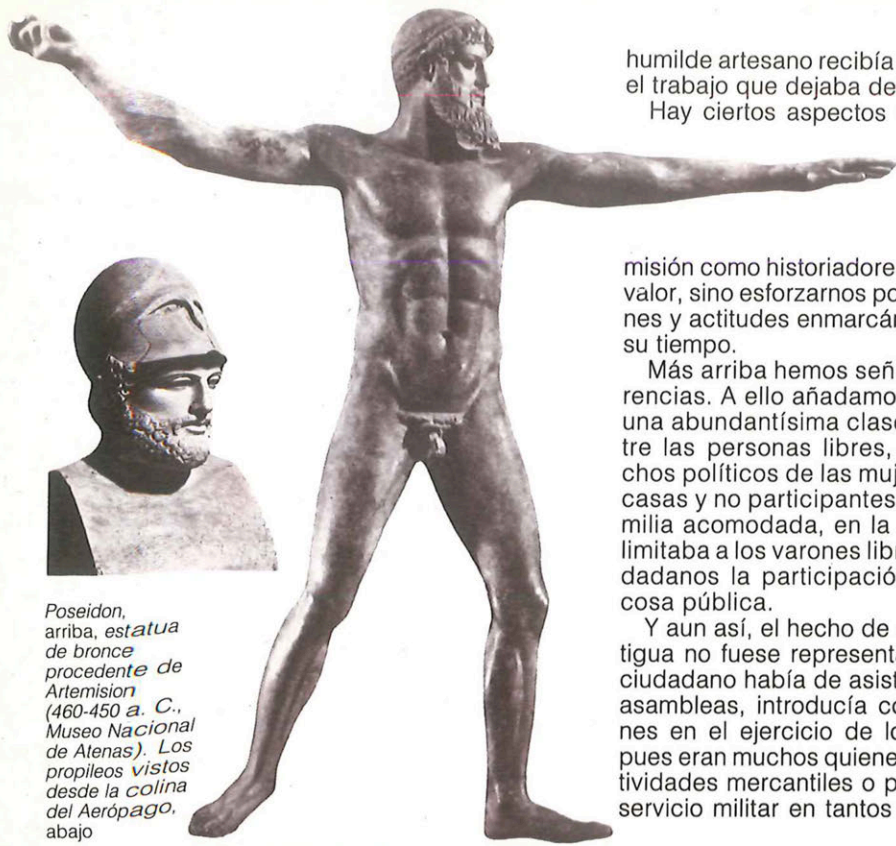 humilde artesano recibía
el trabajo que dejaba de
Hay ciertos aspectos
misión como historiadore
valor, sino esforzarnos po
nes y actitudes enmarcán
su tiempo.
Más arriba hemos señ
rencias. A ello añadamo
una abundantísima clase
tre las personas libres,
chos políticos de las muj
casas y no participantes
milia acomodada, en la
limitaba a los varones lib
dadanos la participació
cosa pública.
Y aun así, el hecho de
tigua no fuese represent
ciudadano había de asist
asambleas, introducía co
nes en el ejercicio de lo
pues eran muchos quiene
tividades mercantiles o p
servicio militar en tantos
Poseidon,
arriba, estatua
de bronce
procedente de
Artemision
(460-450 a. C.,
Museo Nacional
de Atenas). Los
propileos vistos
desde la colina
del Aerópago,
abajo